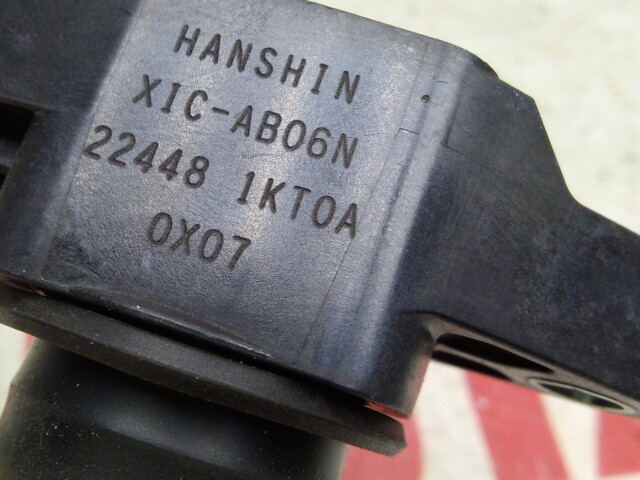 HANSHIN
XIC-AB06N
22448 1KT0A
0X07